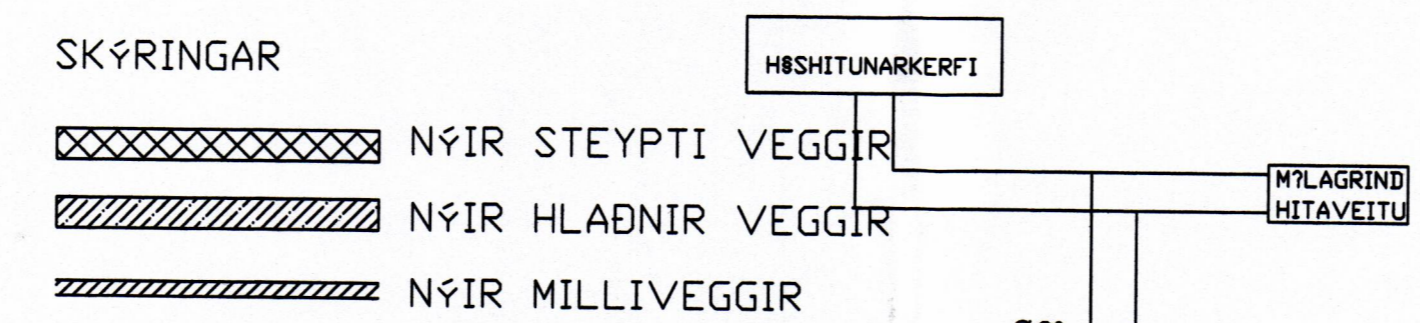 SKÝRINGAR
NÝIR STEYPTI VEGGIR
NÝIR HLAÐNIR VEGGIR
NÝIR MILLIVEGGIR
H§SHITUNARKERFI
M?LAGRIND
HITAVEITU